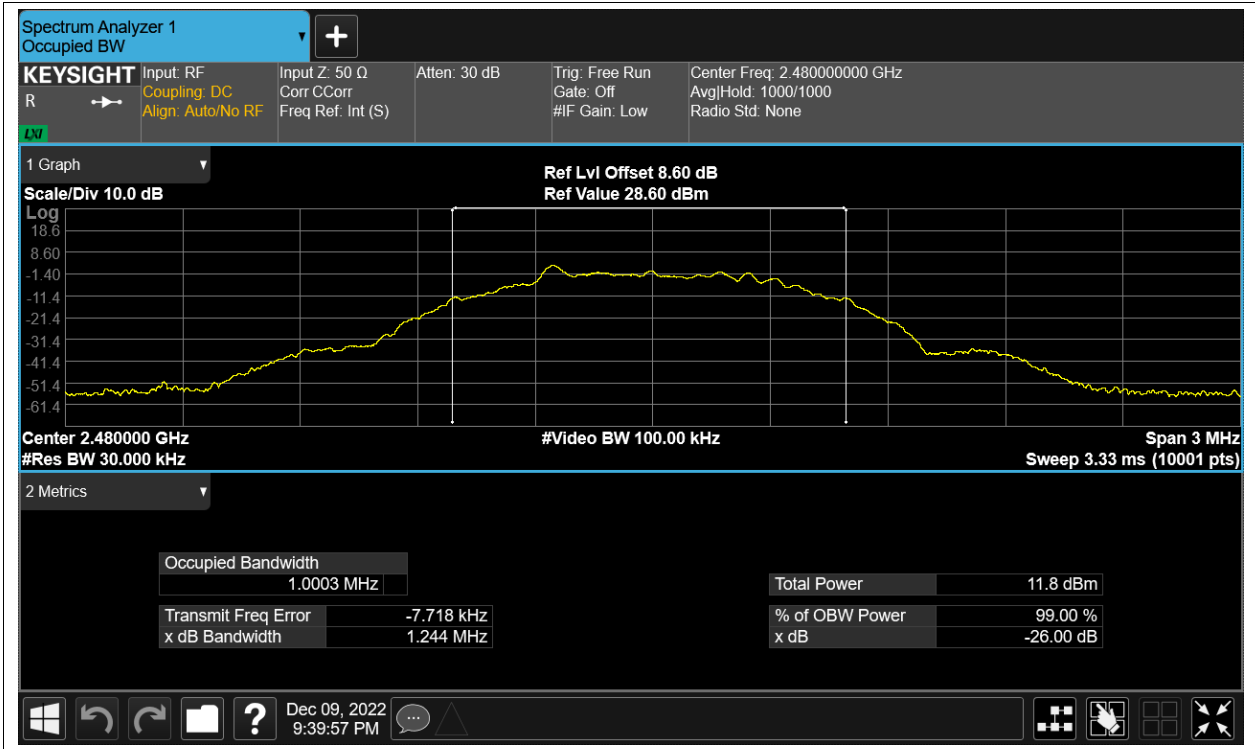 Spectrum Analyzer 1
Occupied BW
+
KEYSIGHT
R
LXI
Input: RF
Coupling: DC
Align: Auto/No RF
Input Z: 50 Ω
Corr CCorr
Freq Ref: Int (S)
Atten: 30 dB
Trig: Free Run
Gate: Off
#IF Gain: Low
Center Freq: 2.480000000 GHz
Avg|Hold: 1000/1000
Radio Std: None
1 Graph
Scale/Div 10.0 dB
Ref Lvl Offset 8.60 dB
Ref Value 28.60 dBm
Log
18.6
8.60
-1.40
-11.4
-21.4
-31.4
-41.4
-51.4
-61.4
Center 2.480000 GHz
#Video BW 100.00 kHz
Span 3 MHz
#Res BW 30.000 kHz
Sweep 3.33 ms (10001 pts)
2 Metrics
Occupied Bandwidth
1.0003 MHz
Total Power 11.8 dBm
Transmit Freq Error -7.718 kHz
% of OBW Power 99.00 %
x dB Bandwidth 1.244 MHz
x dB -26.00 dB
?
Dec 09, 2022
9:39:57 PM